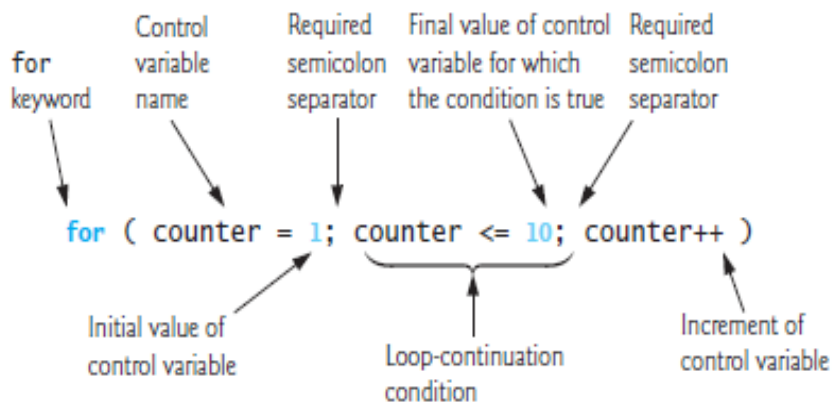 for
keyword
Control
variable
name
Required
semicolon
separator
Final value of control
variable for which
the condition is true
Required
semicolon
separator
for ( counter = 1; counter <= 10; counter++ )
Initial value of
control variable
Loop-continuation
condition
Increment of
control variable